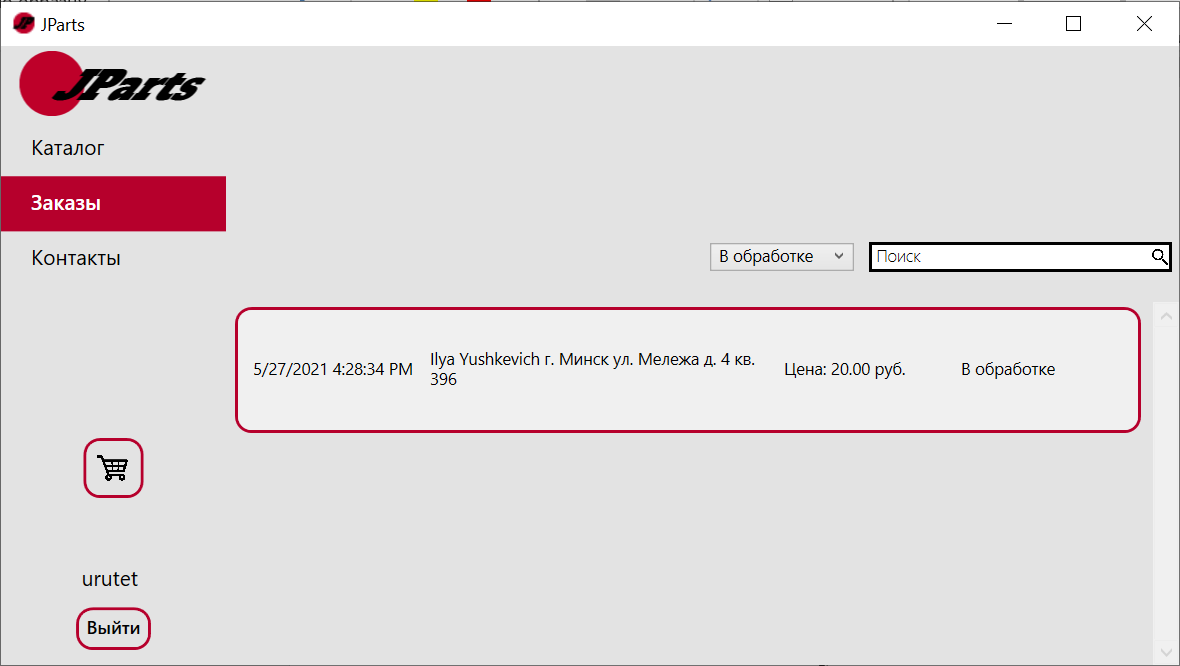 JParts
JParts
Каталог
Заказы
Контакты
В обработке
Поиск
5/27/2021 4:28:34 PM
Ilya Yushkevich г. Минск ул. Мележа д. 4 кв.
396
Цена: 20.00 руб.
В обработке
urutet
Выйти